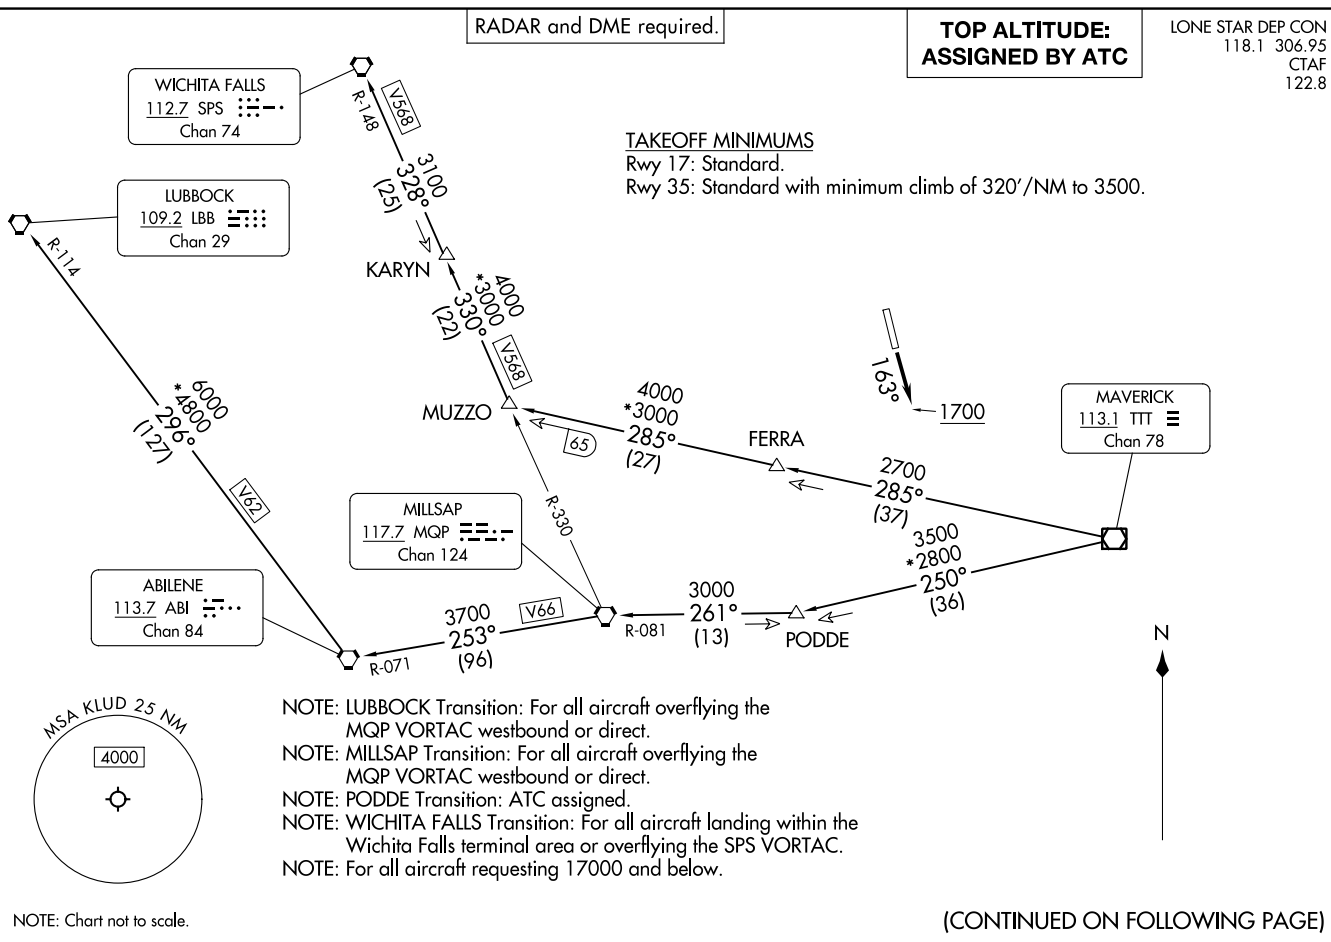 RADAR and DME required.
TOP ALTITUDE:
ASSIGNED BY ATC
LONE STAR DEP CON
118.1 306.95
CTAF
122.8
WICHITA FALLS
112.7 SPS
Chan 74
R-148
V568
3100
328°
(25)
TAKEOFF MINIMUMS
Rwy 17: Standard.
Rwy 35: Standard with minimum climb of 320'/NM to 3500.
LUBBOCK
109.2 LBB
Chan 29
R-114
KARYN
4000
*3000
330°
(22)
V568
163°
1700
MUZZO
6000
*4800
296°
(127)
V62
4000
*3000
285°
(27)
65
FERRA
MAVERICK
113.1 TTT
Chan 78
2700
285°
(37)
MILLSAP
117.7 MQP
Chan 124
R-330
3500
*2800
250°
(36)
ABILENE
113.7 ABI
Chan 84
3700
253°
(96)
V66
R-071
R-081
3000
261°
(13)
PODDE
N
MSA KLUD 25 NM
4000
NOTE: LUBBOCK Transition: For all aircraft overflying the
MQP VORTAC westbound or direct.
NOTE: MILLSAP Transition: For all aircraft overflying the
MQP VORTAC westbound or direct.
NOTE: PODDE Transition: ATC assigned.
NOTE: WICHITA FALLS Transition: For all aircraft landing within the
Wichita Falls terminal area or overflying the SPS VORTAC.
NOTE: For all aircraft requesting 17000 and below.
NOTE: Chart not to scale.
(CONTINUED ON FOLLOWING PAGE)